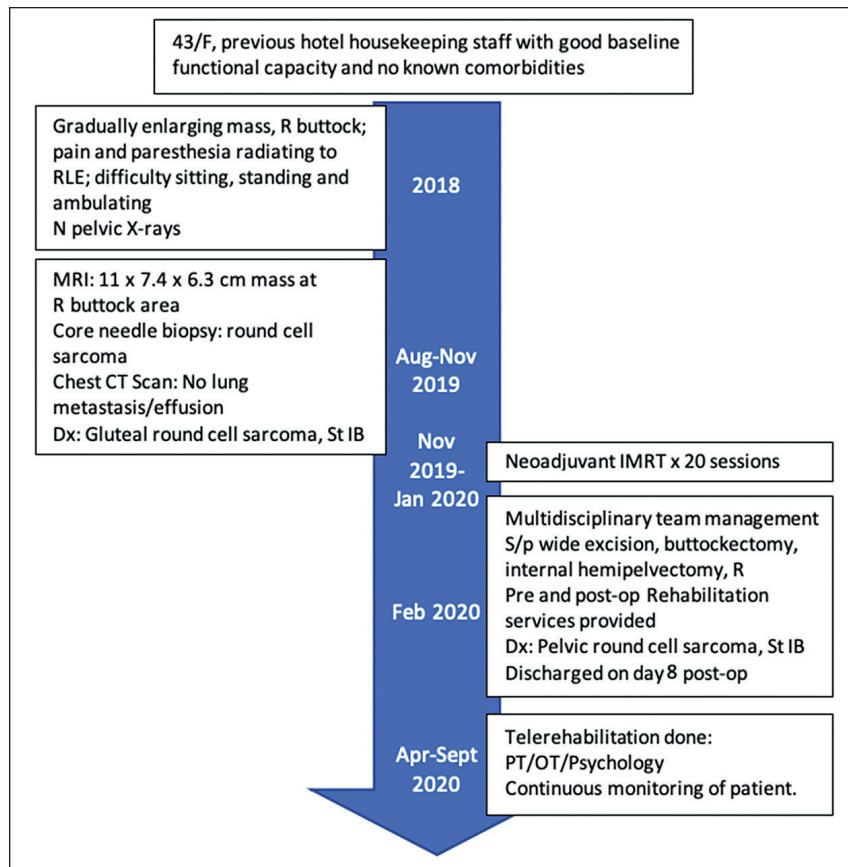 43/F, previous hotel housekeeping staff with good baseline
functional capacity and no known comorbidities
Gradually enlarging mass, R buttock;
pain and paresthesia radiating to
RLE; difficulty sitting, standing and
ambulating
N pelvic X-rays
2018
MRI: 11 x 7.4 x 6.3 cm mass at
R buttock area
Core needle biopsy: round cell
sarcoma
Chest CT Scan: No lung
metastasis/effusion
Dx: Gluteal round cell sarcoma, St IB
Aug-Nov
2019
Nov
2019-
Jan 2020
Neoadjuvant IMRT x 20 sessions
Multidisciplinary team management
S/p wide excision, buttockectomy,
internal hemipelvectomy, R
Pre and post-op Rehabilitation
services provided
Dx: Pelvic round cell sarcoma, St IB
Discharged on day 8 post-op
Feb 2020
Telerehabilitation done:
PT/OT/Psychology
Continuous monitoring of patient.
Apr-Sept
2020